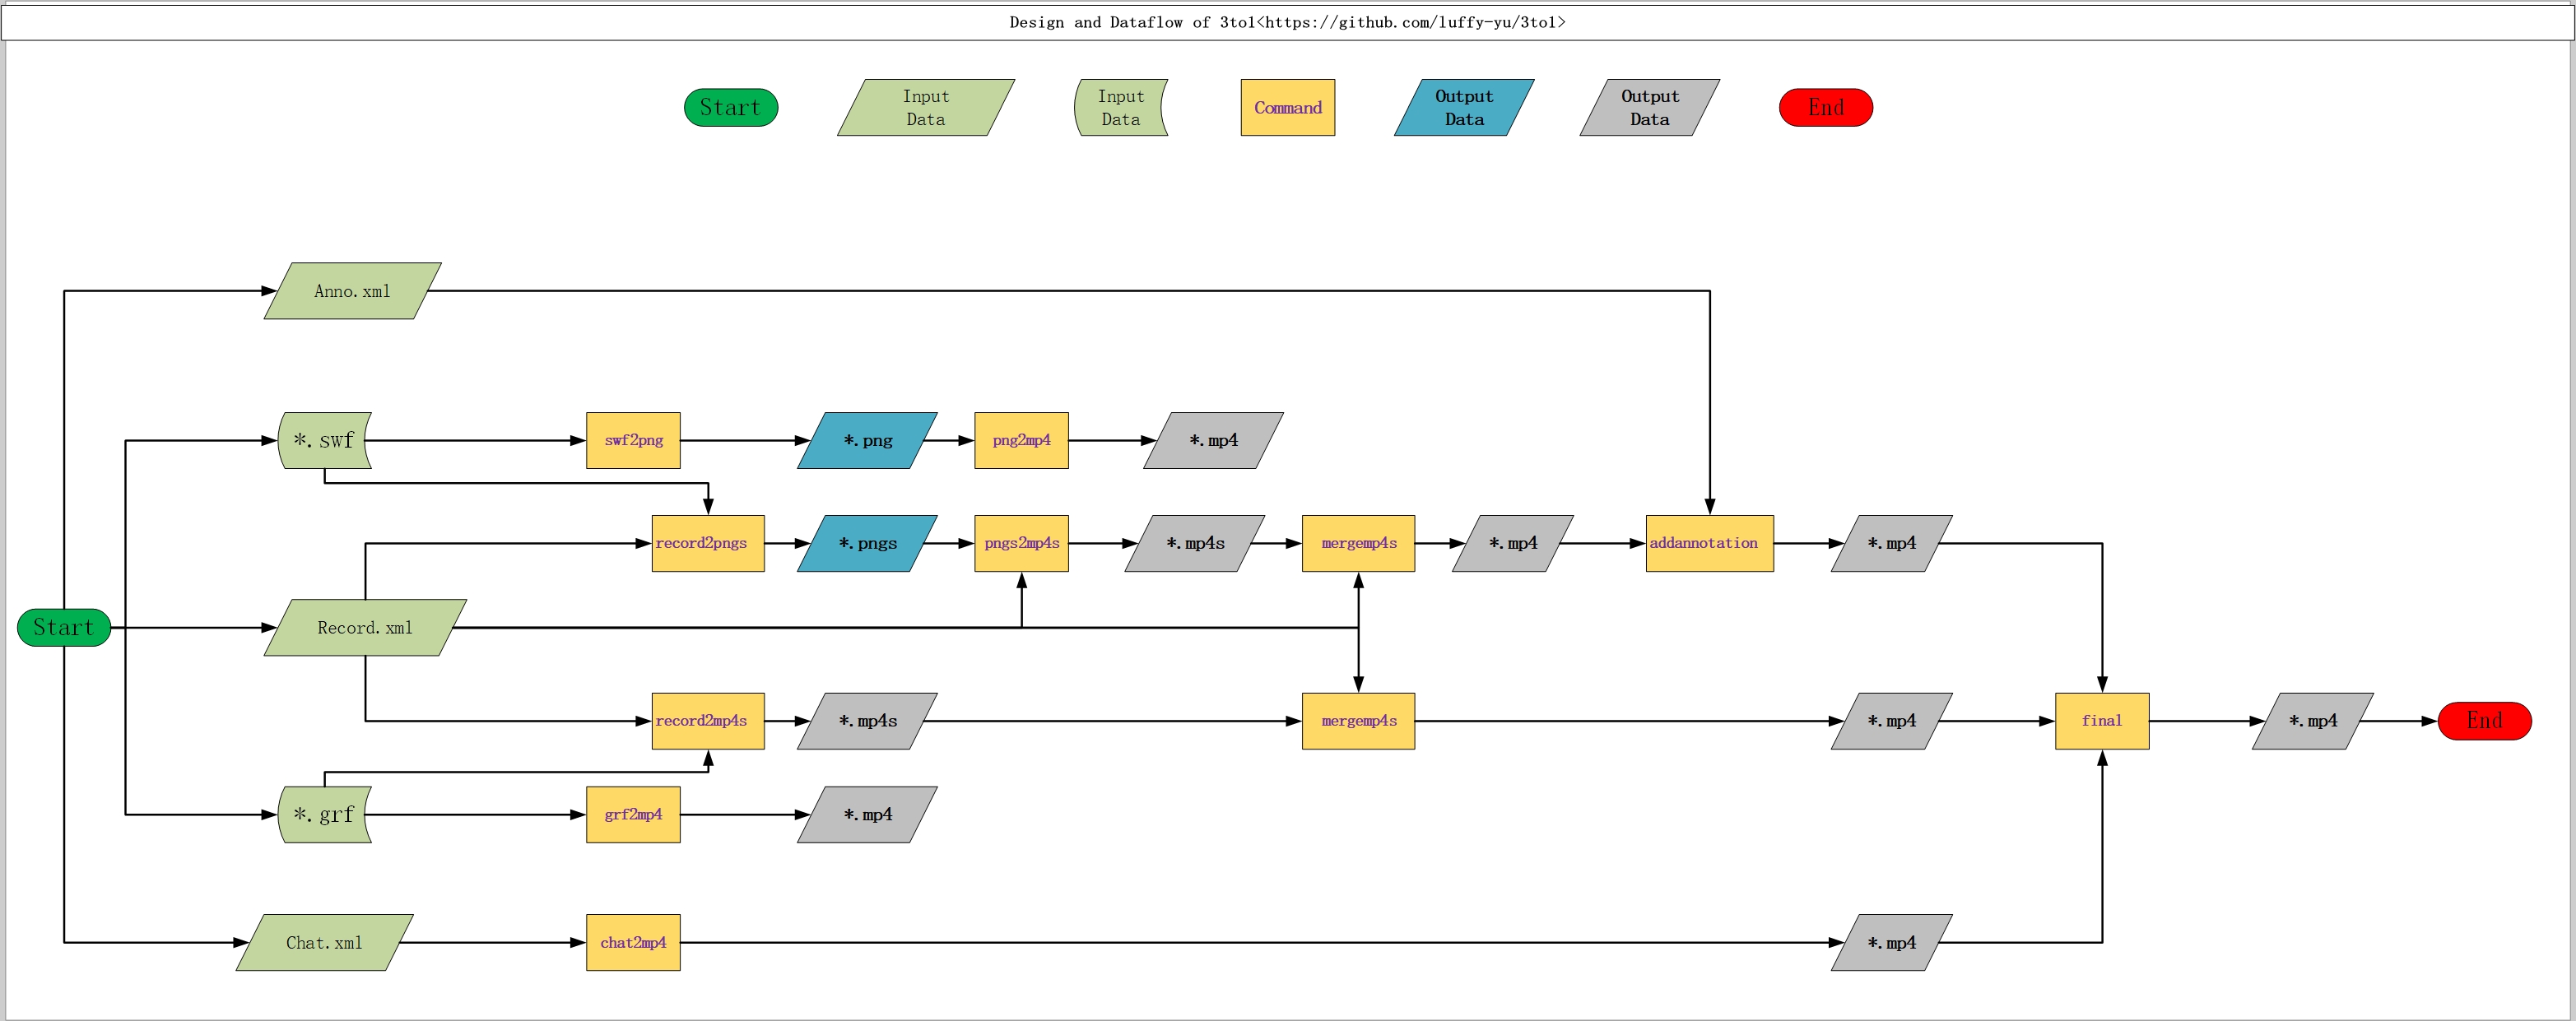 Design and Dataflow of 3to1<https://github.com/luffy-yu/3to1>
Start
Input
Data
Input
Data
Command
Output
Data
Output
Data
End
Anno.xml
*.swf
swf2png
*.png
png2mp4
*.mp4
record2pngs
*.pngs
pngs2mp4s
*.mp4s
mergemp4s
*.mp4
addannotation
*.mp4
Start
Record.xml
record2mp4s
*.mp4s
mergemp4s
*.mp4
final
*.mp4
End
*.grf
grf2mp4
*.mp4
Chat.xml
chat2mp4
*.mp4